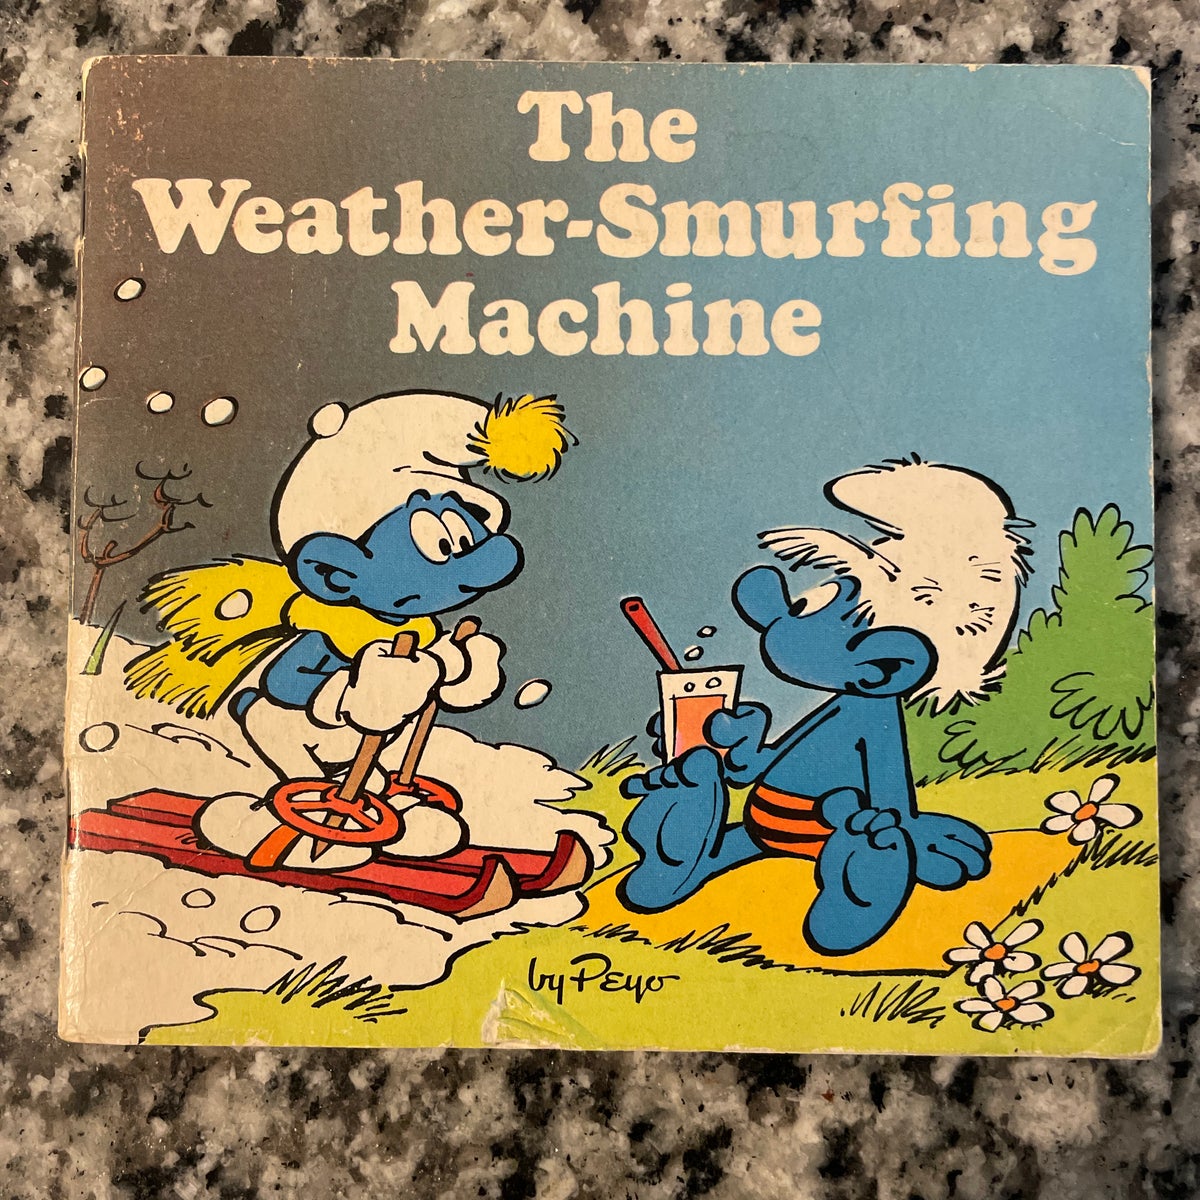 The
Weather-Smurfing
Machine
by Peyo